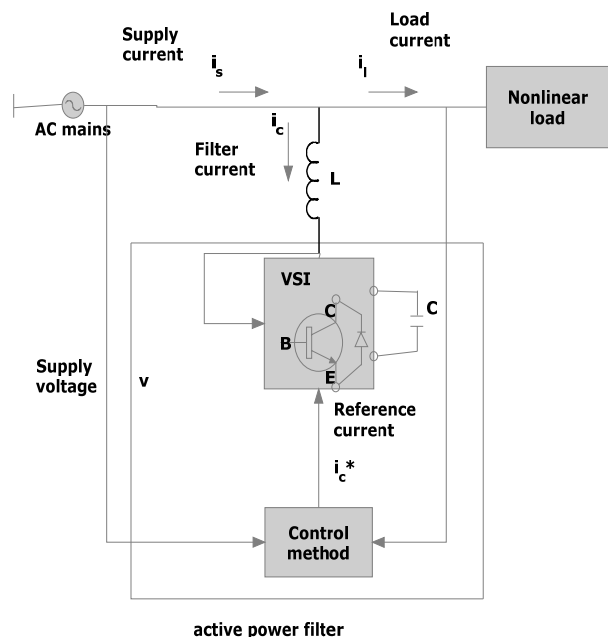 Supply
current
Load
current
i_s
i_l
Nonlinear
load
AC mains
i_c
Filter
current
L
VSI
C
C
B
E
Supply
voltage
v
Reference
current
i_c*
Control
method
active power filter